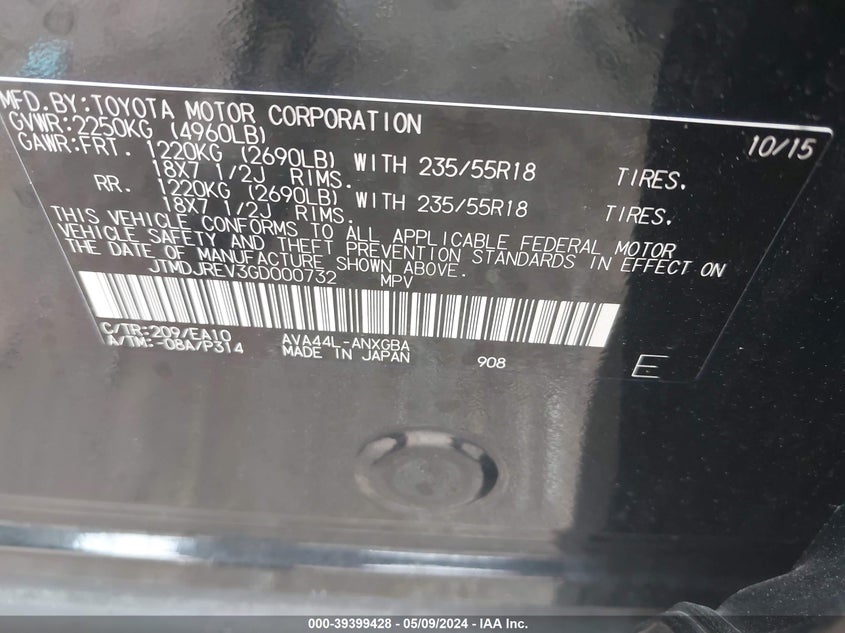 MFD.BY:TOYOTA MOTOR CORPORATION 10/15
GVWR:2250KG (4960LB)
GAWR:FRT. 1220KG (2690LB) WITH 235/55R18 TIRES.
18X7 1/2J RIMS.
RR. 1220KG (2690LB) WITH 235/55R18 TIRES.
18X7 1/2J RIMS.
THIS VEHICLE CONFORMS TO ALL APPLICABLE FEDERAL MOTOR
VEHICLE SAFETY AND THEFT PREVENTION STANDARDS IN EFFECT ON
THE DATE OF MANUFACTURE SHOWN ABOVE.
JTMDJREV3GD000732 MPV
C/TR:209/EA10 AVA44L-ANXGBA
A/TM:-08A/P314 MADE IN JAPAN 908 E
000-39399428 - 05/09/2024 - IAA Inc.